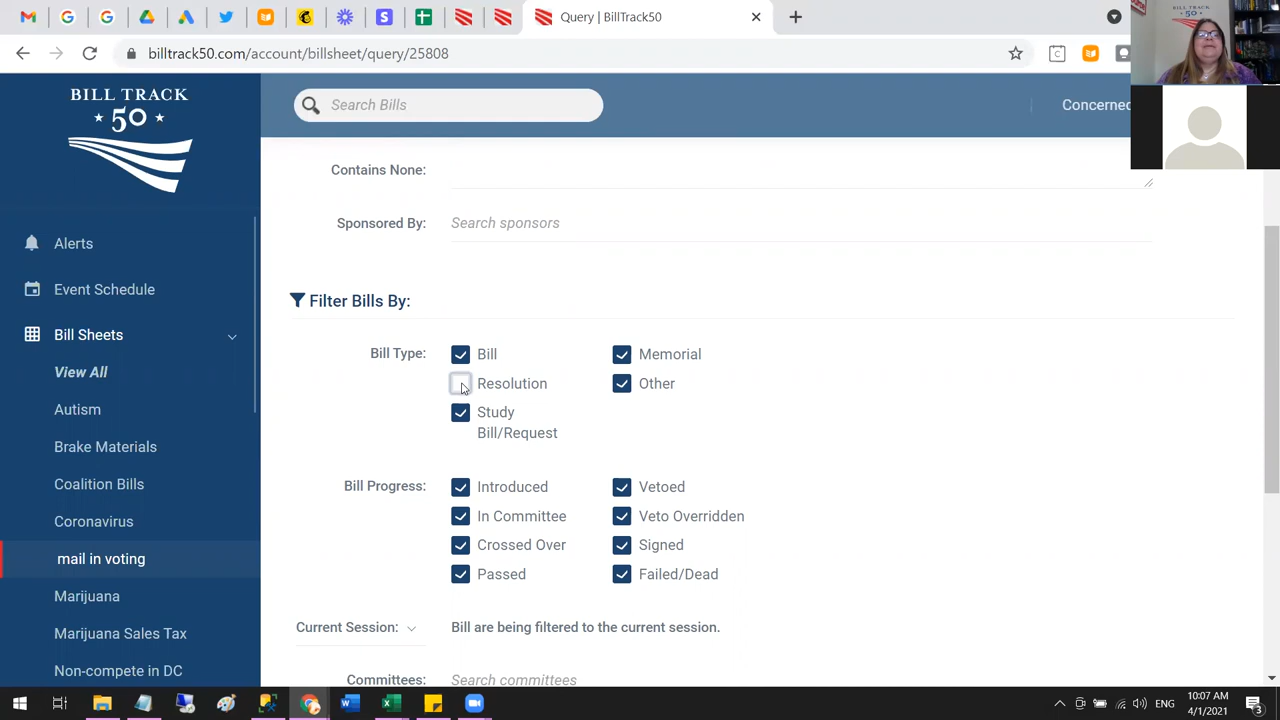 Query | BillTrack50
billtrack50.com/account/billsheet/query/25808
BILL TRACK
50
BILL TRACK
50
Search Bills
Concerned
Alerts
Event Schedule
Bill Sheets
View All
Autism
Brake Materials
Coalition Bills
Coronavirus
mail in voting
Marijuana
Marijuana Sales Tax
Non-compete in DC
Contains None:
Sponsored By: Search sponsors
Filter Bills By:
Bill Type: Bill Memorial
Resolution Other
Study
Bill/Request
Bill Progress: Introduced Vetoed
In Committee Veto Overridden
Crossed Over Signed
Passed Failed/Dead
Current Session: Bill are being filtered to the current session.
Committees: Search committees
ENG
10:07 AM
4/1/2021
3